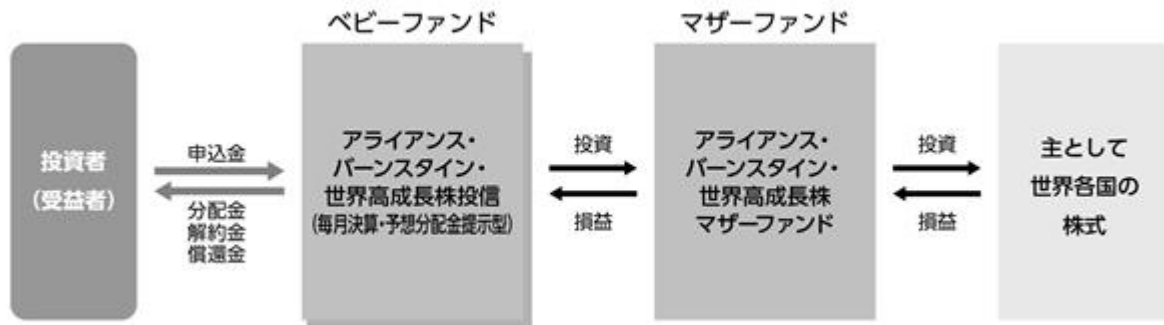 ベビーファンド
マザーファンド
投資者
(受益者)
申込金
分配金
解約金
償還金
アライアンス・
バーンスタイン・
世界高成長株投信
(毎月決算・予想分配金提示型)
投資
損益
アライアンス・
バーンスタイン・
世界高成長株
マザーファンド
投資
損益
主として
世界各国の
株式